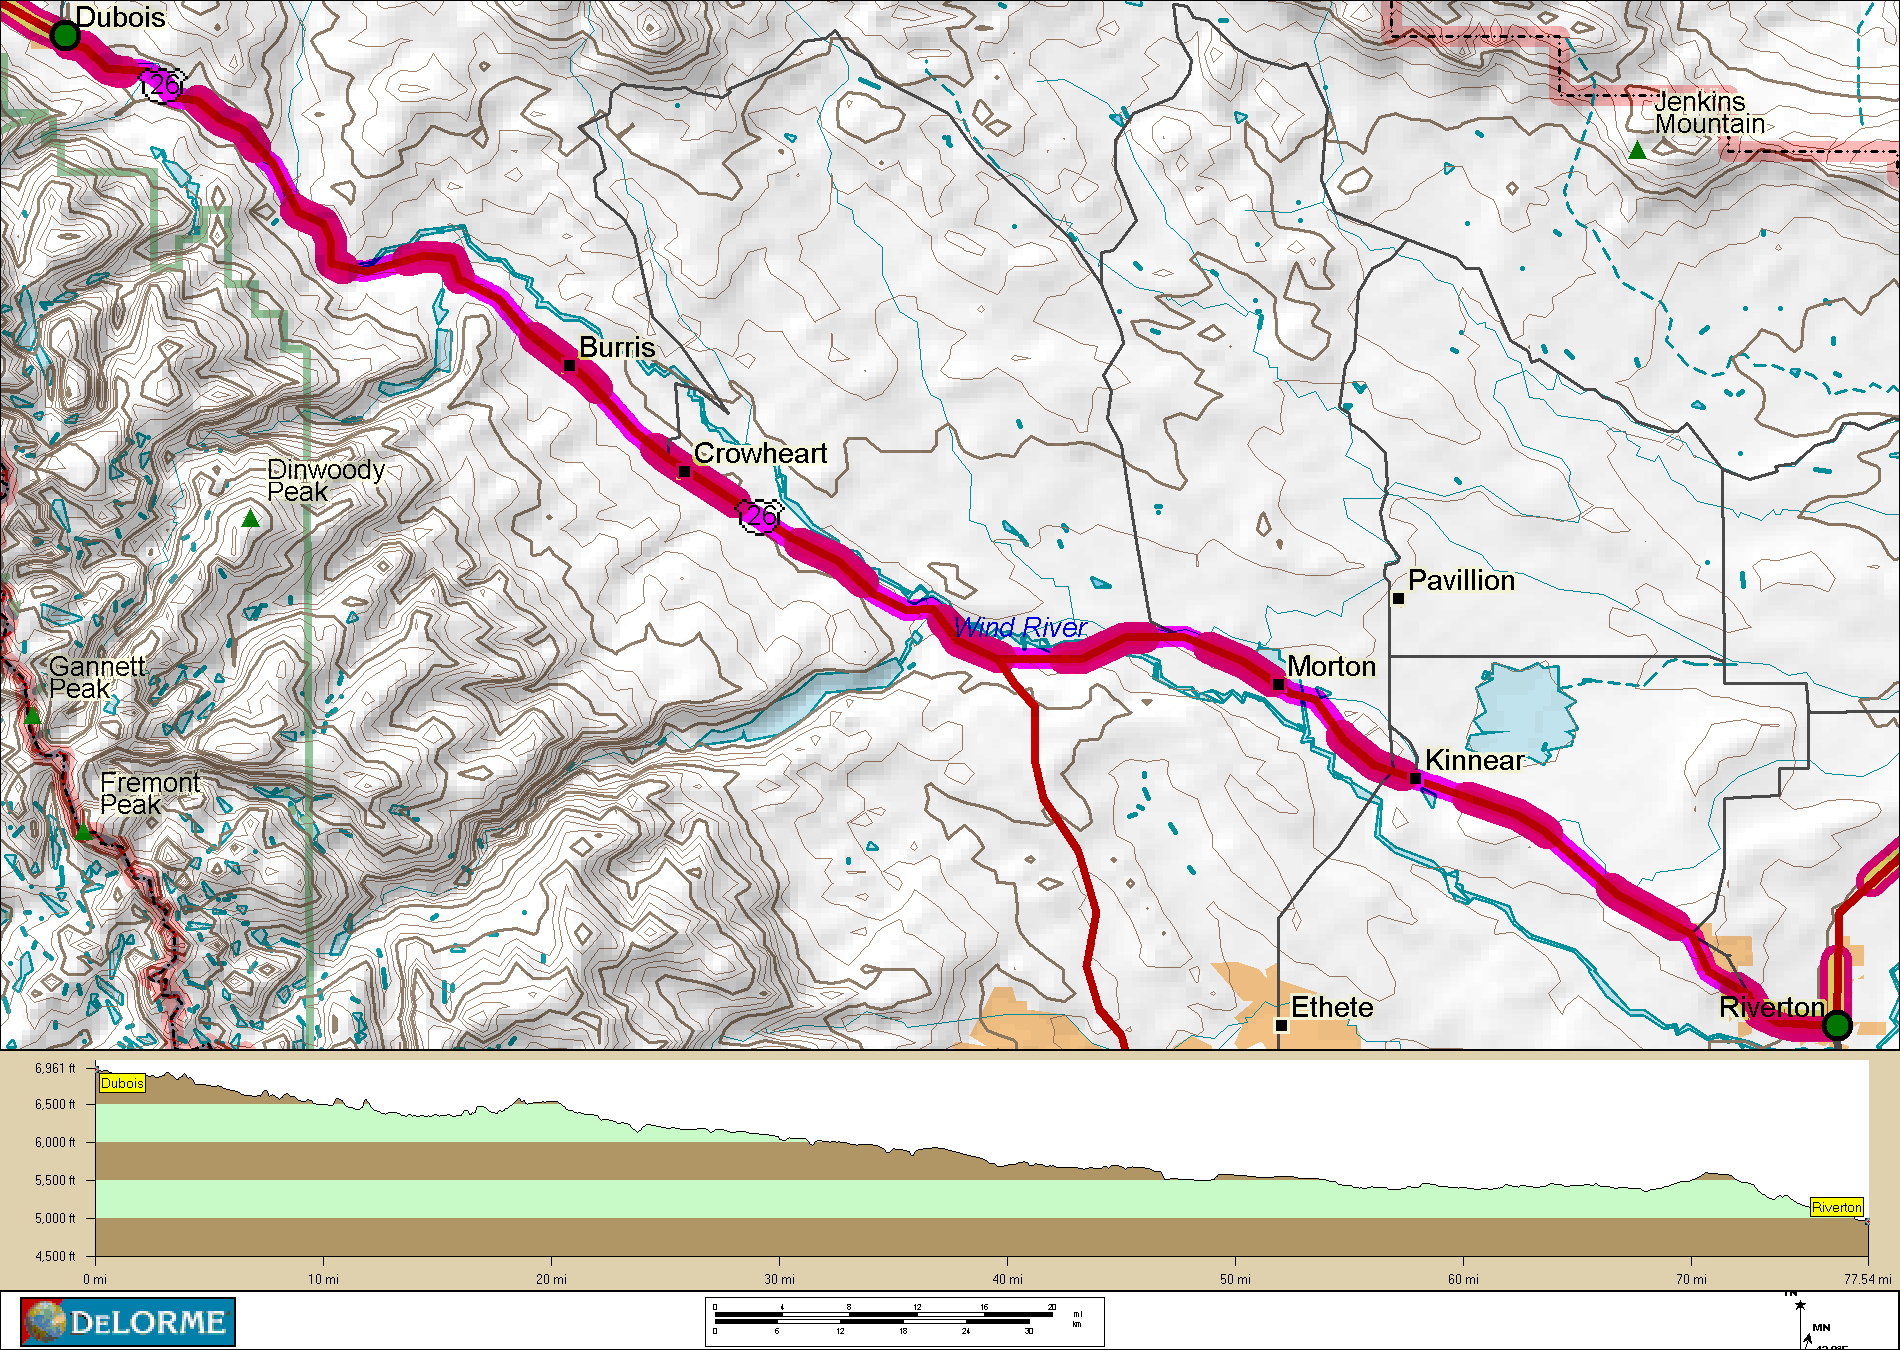 Dubois
26
Jenkins
Mountain
Burris
Crowheart
Dinwoody
Peak
26
Pavillion
Wind River
Morton
Gannett
Peak
Kinnear
Fremont
Peak
Riverton
Ethete
6,961 ft
Dubois
6,500 ft
6,000 ft
5,500 ft
5,000 ft
Riverton
4,500 ft
0 mi 10 mi 20 mi 30 mi 40 mi 50 mi 60 mi 70 mi 77.54 mi
DELORME
0 4 8 12 16 20 mi
0 6 12 18 24 30 km
TN
MN